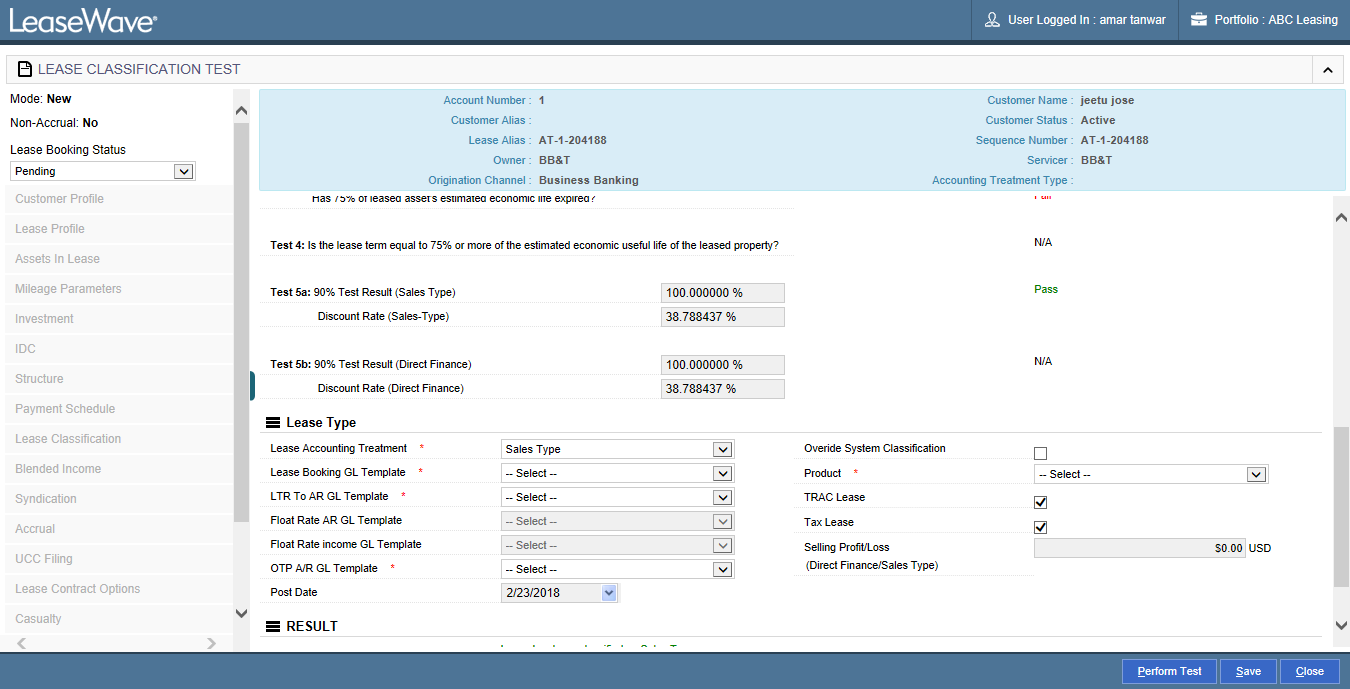 LeaseWave®
User Logged In : amar tanwar
Portfolio : ABC Leasing
LEASE CLASSIFICATION TEST
Mode: New
Non-Accrual: No
Lease Booking Status
Pending
Customer Profile
Lease Profile
Assets In Lease
Mileage Parameters
Investment
IDC
Structure
Payment Schedule
Lease Classification
Blended Income
Syndication
Accrual
UCC Filing
Lease Contract Options
Casualty
Account Number : 1
Customer Name : jeetu jose
Customer Alias :
Customer Status : Active
Lease Alias : AT-1-204188
Sequence Number : AT-1-204188
Owner : BB&T
Servicer : BB&T
Origination Channel : Business Banking
Accounting Treatment Type :
Has 75% of leased asset's estimated economic life expired?
Fail
Test 4: Is the lease term equal to 75% or more of the estimated economic useful life of the leased property?
N/A
Test 5a: 90% Test Result (Sales Type) 100.000000 % Pass
Discount Rate (Sales-Type) 38.788437 %
Test 5b: 90% Test Result (Direct Finance) 100.000000 % N/A
Discount Rate (Direct Finance) 38.788437 %
Lease Type
Lease Accounting Treatment * Sales Type
Overide System Classification
Lease Booking GL Template * -- Select --
Product * -- Select --
LTR To AR GL Template * -- Select --
TRAC Lease
Float Rate AR GL Template -- Select --
Tax Lease
Float Rate income GL Template -- Select --
Selling Profit/Loss $0.00 USD
(Direct Finance/Sales Type)
OTP A/R GL Template * -- Select --
Post Date 2/23/2018
RESULT
Perform Test
Save
Close